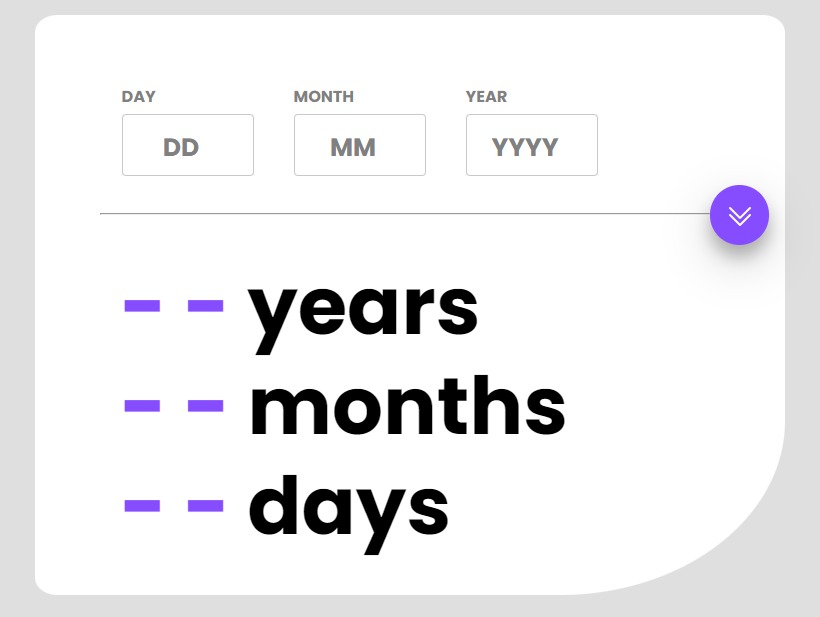 DAY MONTH YEAR
DD MM YYYY
- - years
- - months
- - days